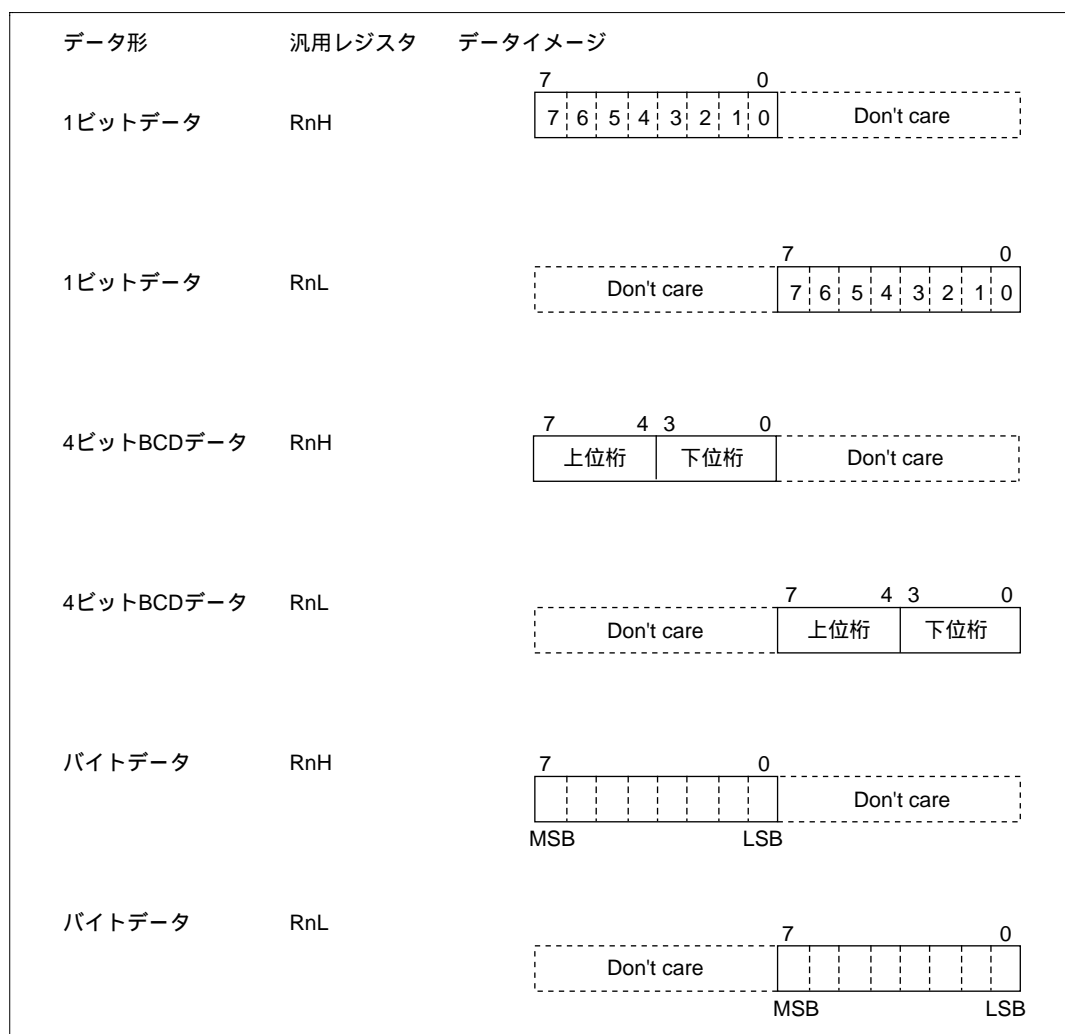 データ形 汎用レジスタ データイメージ
7 0
1ビットデータ RnH 7 6 5 4 3 2 1 0 Don't care
7 0
1ビットデータ RnL Don't care 7 6 5 4 3 2 1 0
7 4 3 0
4ビットBCDデータ RnH 上位桁 下位桁 Don't care
7 4 3 0
4ビットBCDデータ RnL Don't care 上位桁 下位桁
7 0
バイトデータ RnH Don't care
MSB LSB
7 0
バイトデータ RnL Don't care
MSB LSB